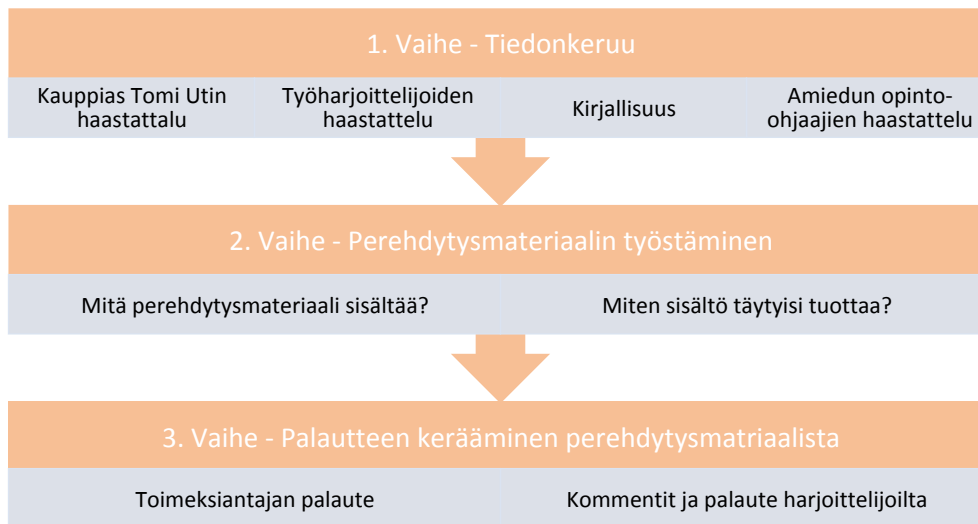 1. Vaihe - Tiedonkeruu
Kauppias Tomi Utin
haastattalu
Työharjoittelijoiden
haastattelu
Kirjallisuus
Amiedun opinto-
ohjaajien haastattelu
2. Vaihe - Perehdytysmateriaalin työstäminen
Mitä perehdytysmateriaali sisältää?
Miten sisältö täytyisi tuottaa?
3. Vaihe - Palautteen kerääminen perehdytysmatriaalista
Toimeksiantajan palaute
Kommentit ja palaute harjoittelijoilta